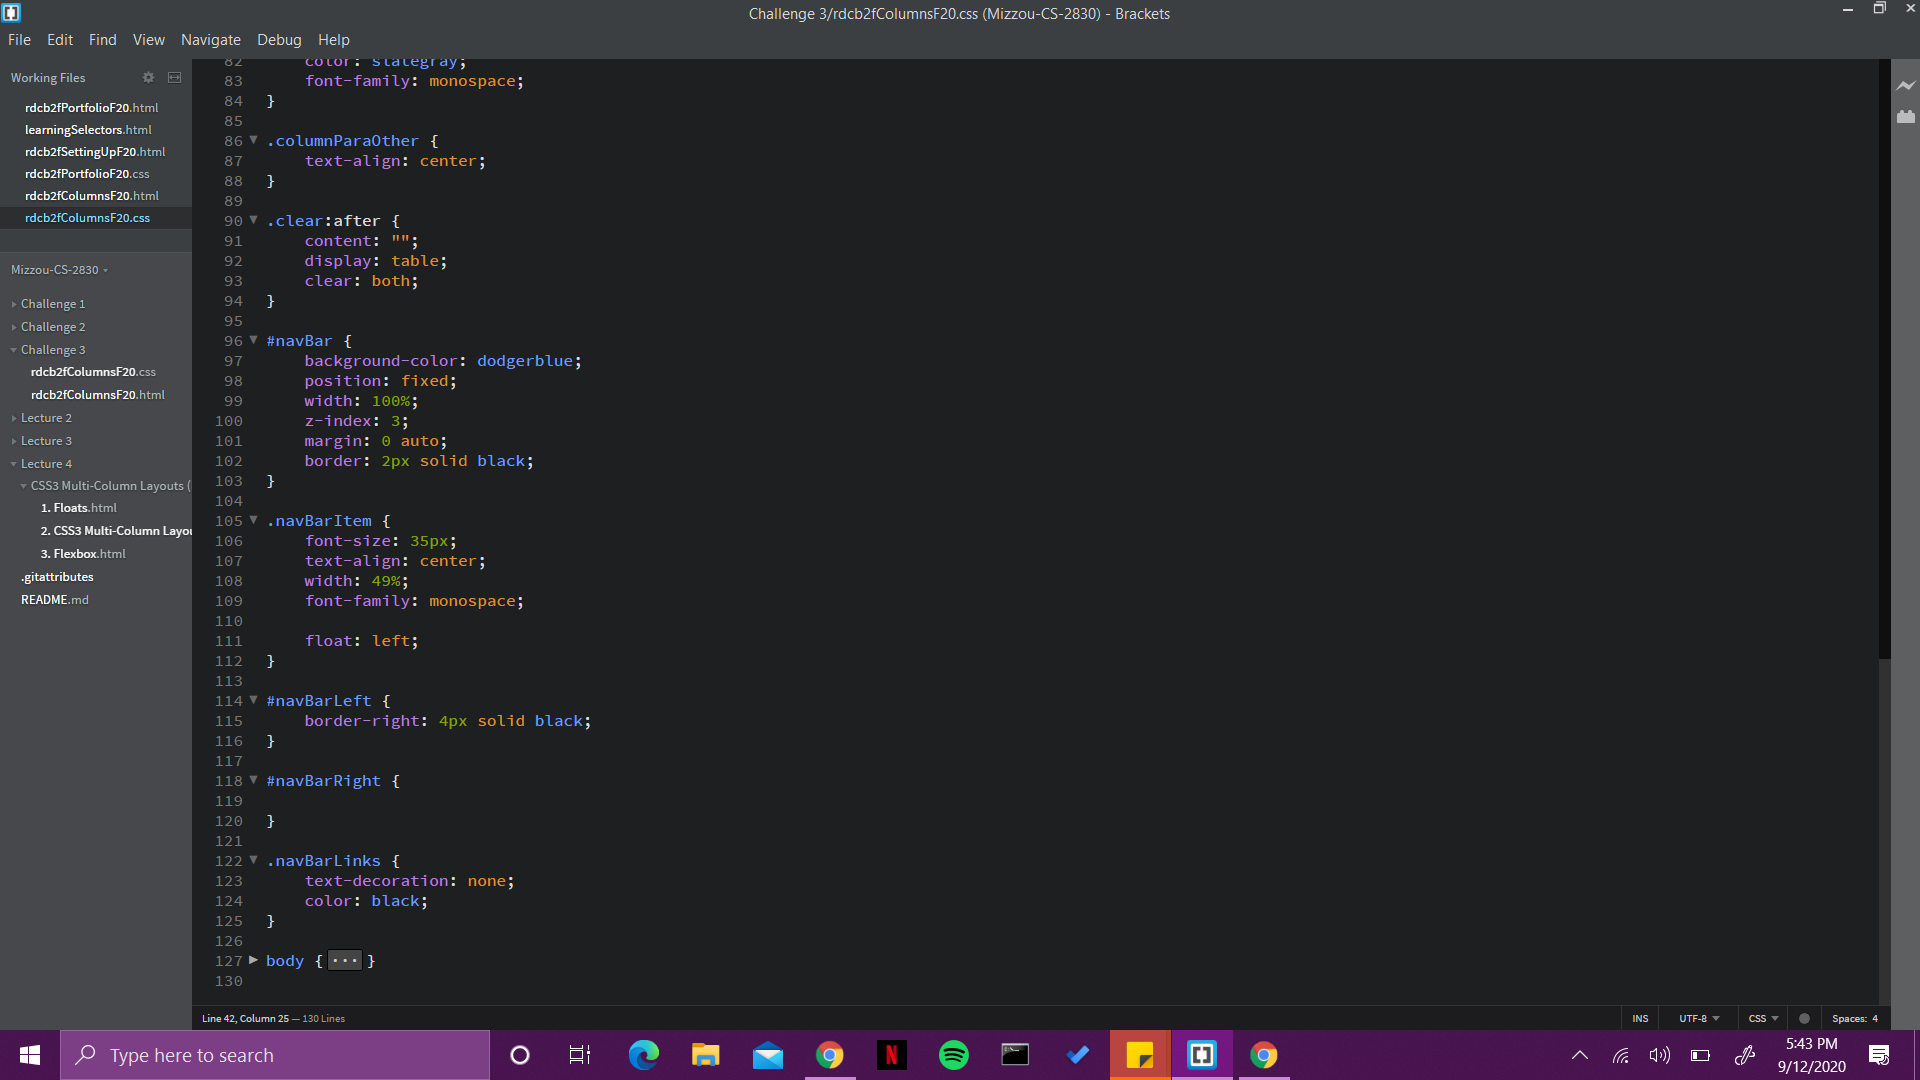 Challenge 3/rdcb2fColumnsF20.css (Mizzou-CS-2830) - Brackets
File Edit Find View Navigate Debug Help
Working Files
rdcb2fPortfolioF20.html
learningSelectors.html
rdcb2fSettingUpF20.html
rdcb2fPortfolioF20.css
rdcb2fColumnsF20.html
rdcb2fColumnsF20.css
Mizzou-CS-2830
Challenge 1
Challenge 2
Challenge 3
rdcb2fColumnsF20.css
rdcb2fColumnsF20.html
Lecture 2
Lecture 3
Lecture 4
CSS3 Multi-Column Layouts (
1. Floats.html
2. CSS3 Multi-Column Layou
3. Flexbox.html
.gitattributes
README.md
82 color: slategray;
83 font-family: monospace;
84 }
85
86 .columnParaOther {
87 text-align: center;
88 }
89
90 .clear:after {
91 content: "";
92 display: table;
93 clear: both;
94 }
95
96 #navBar {
97 background-color: dodgerblue;
98 position: fixed;
99 width: 100%;
100 z-index: 3;
101 margin: 0 auto;
102 border: 2px solid black;
103 }
104
105 .navBarItem {
106 font-size: 35px;
107 text-align: center;
108 width: 49%;
109 font-family: monospace;
110
111 float: left;
112 }
113
114 #navBarLeft {
115 border-right: 4px solid black;
116 }
117
118 #navBarRight {
119
120 }
121
122 .navBarLinks {
123 text-decoration: none;
124 color: black;
125 }
126
127 body {...}
130
Line 42, Column 25 — 130 Lines
INS UTF-8 CSS Spaces: 4
Type here to search
N
5:43 PM
9/12/2020